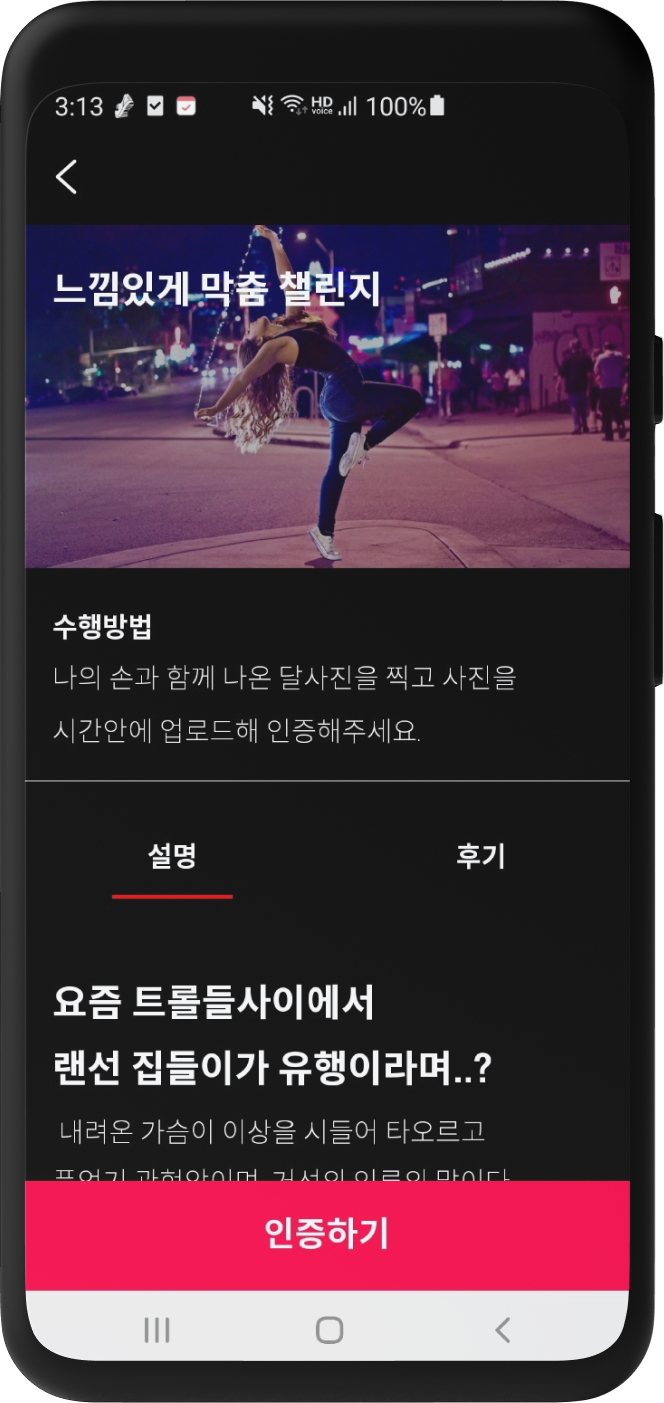 3:13 HD voice 100%
느낌있게 막춤 챌린지
수행방법
나의 손과 함께 나온 달사진을 찍고 사진을
시간안에 업로드해 인증해주세요.
설명 후기
요즘 트롤들사이에서
랜선 집들이가 유행이라며..?
내려온 가슴이 이상을 시들어 타오르고
인증하기